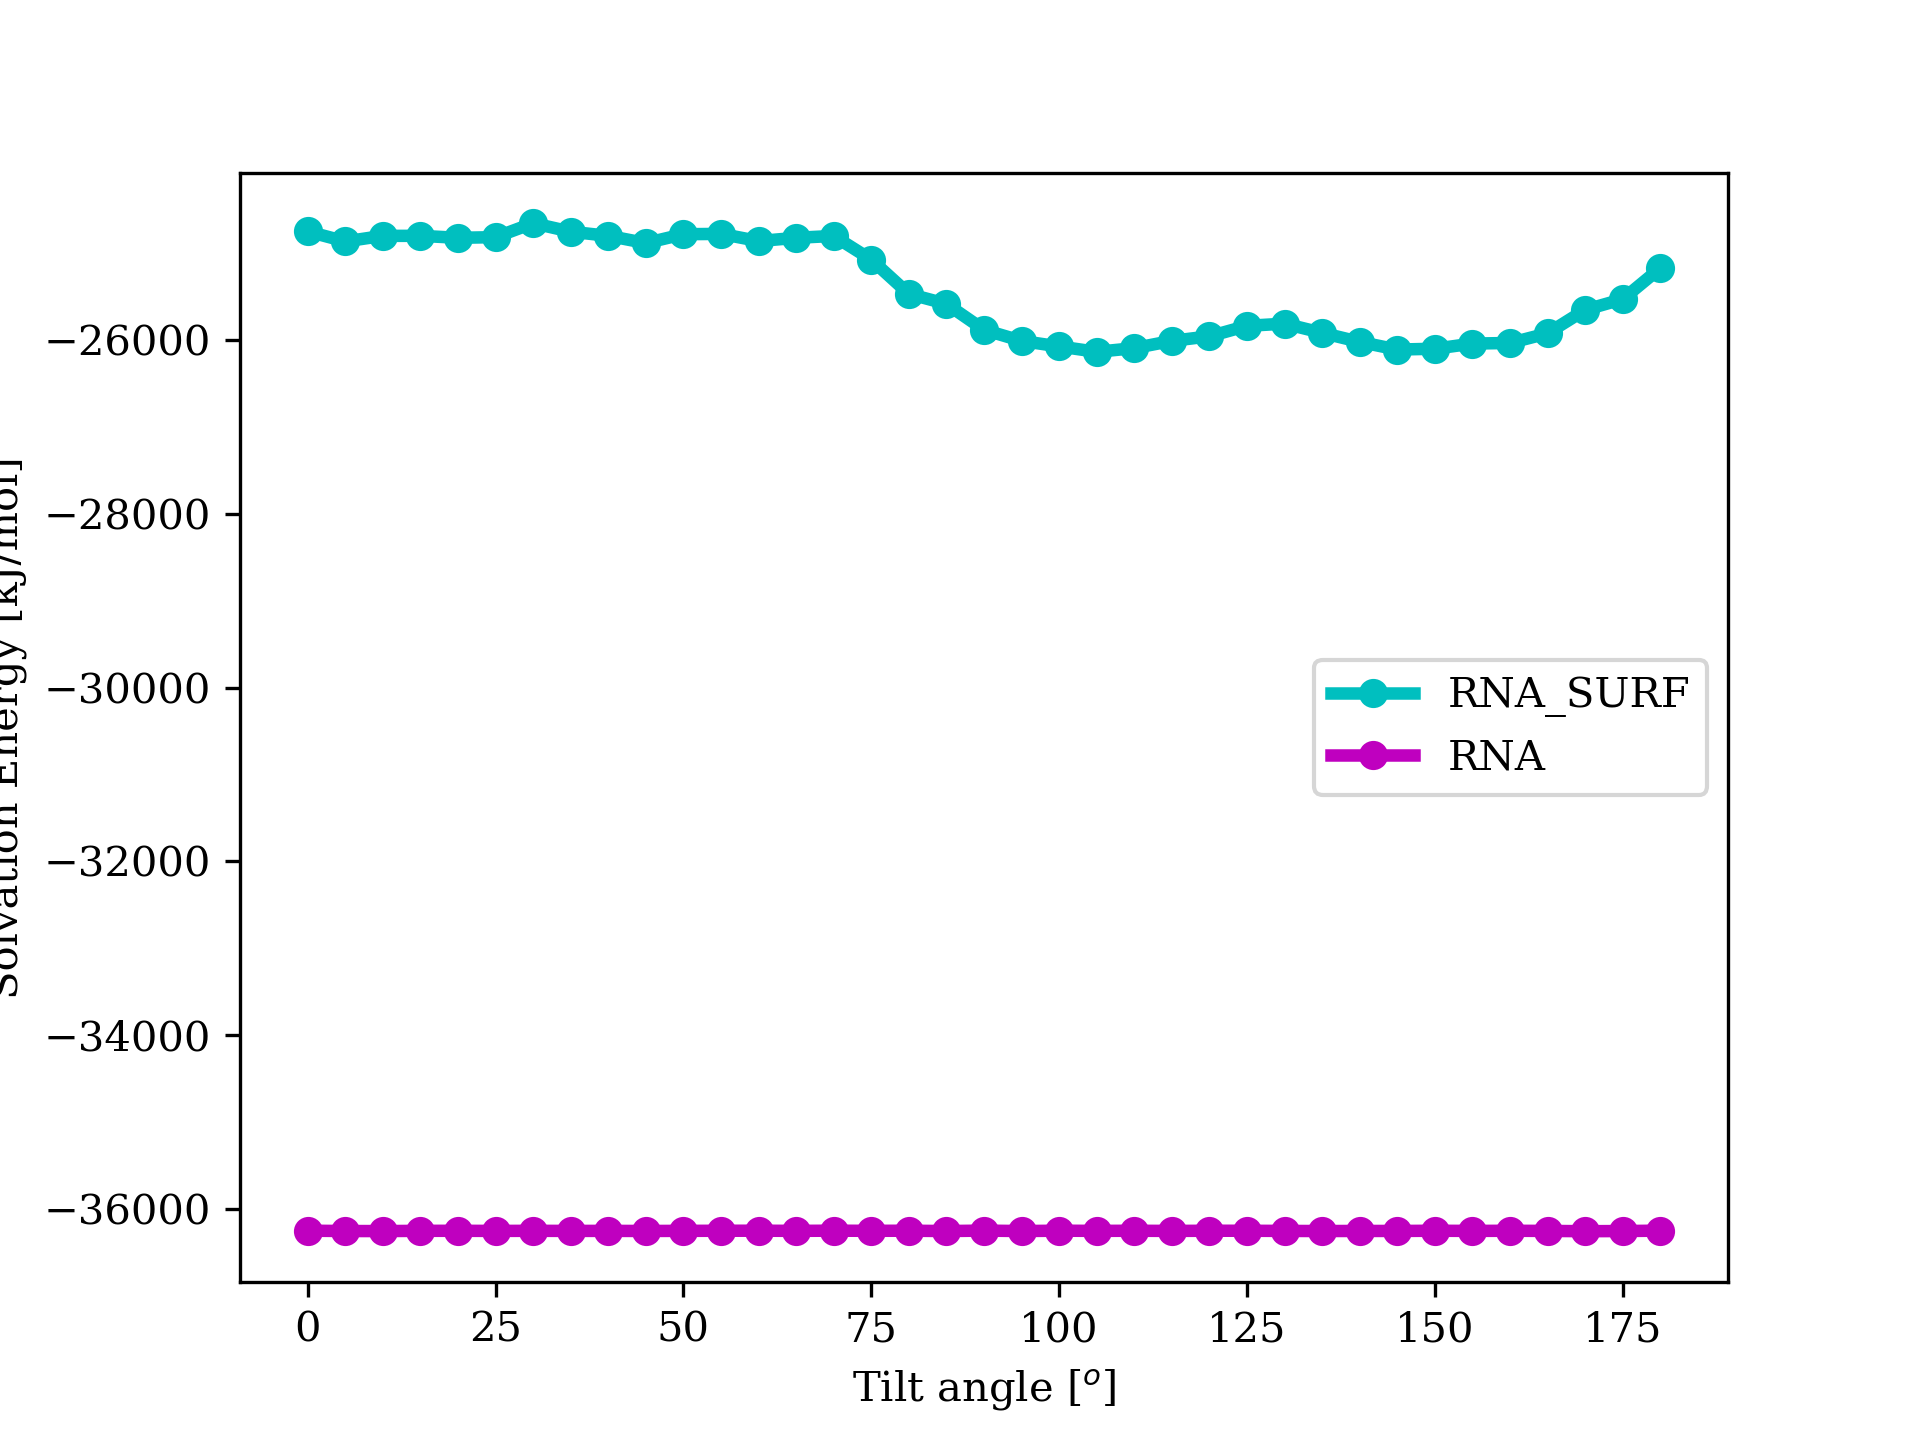 −26000
−28000
−30000
−32000
−34000
−36000
Solvation Energy [kJ/mol]
RNA_SURF
RNA
0 25 50 75 100 125 150 175
Tilt angle [°]